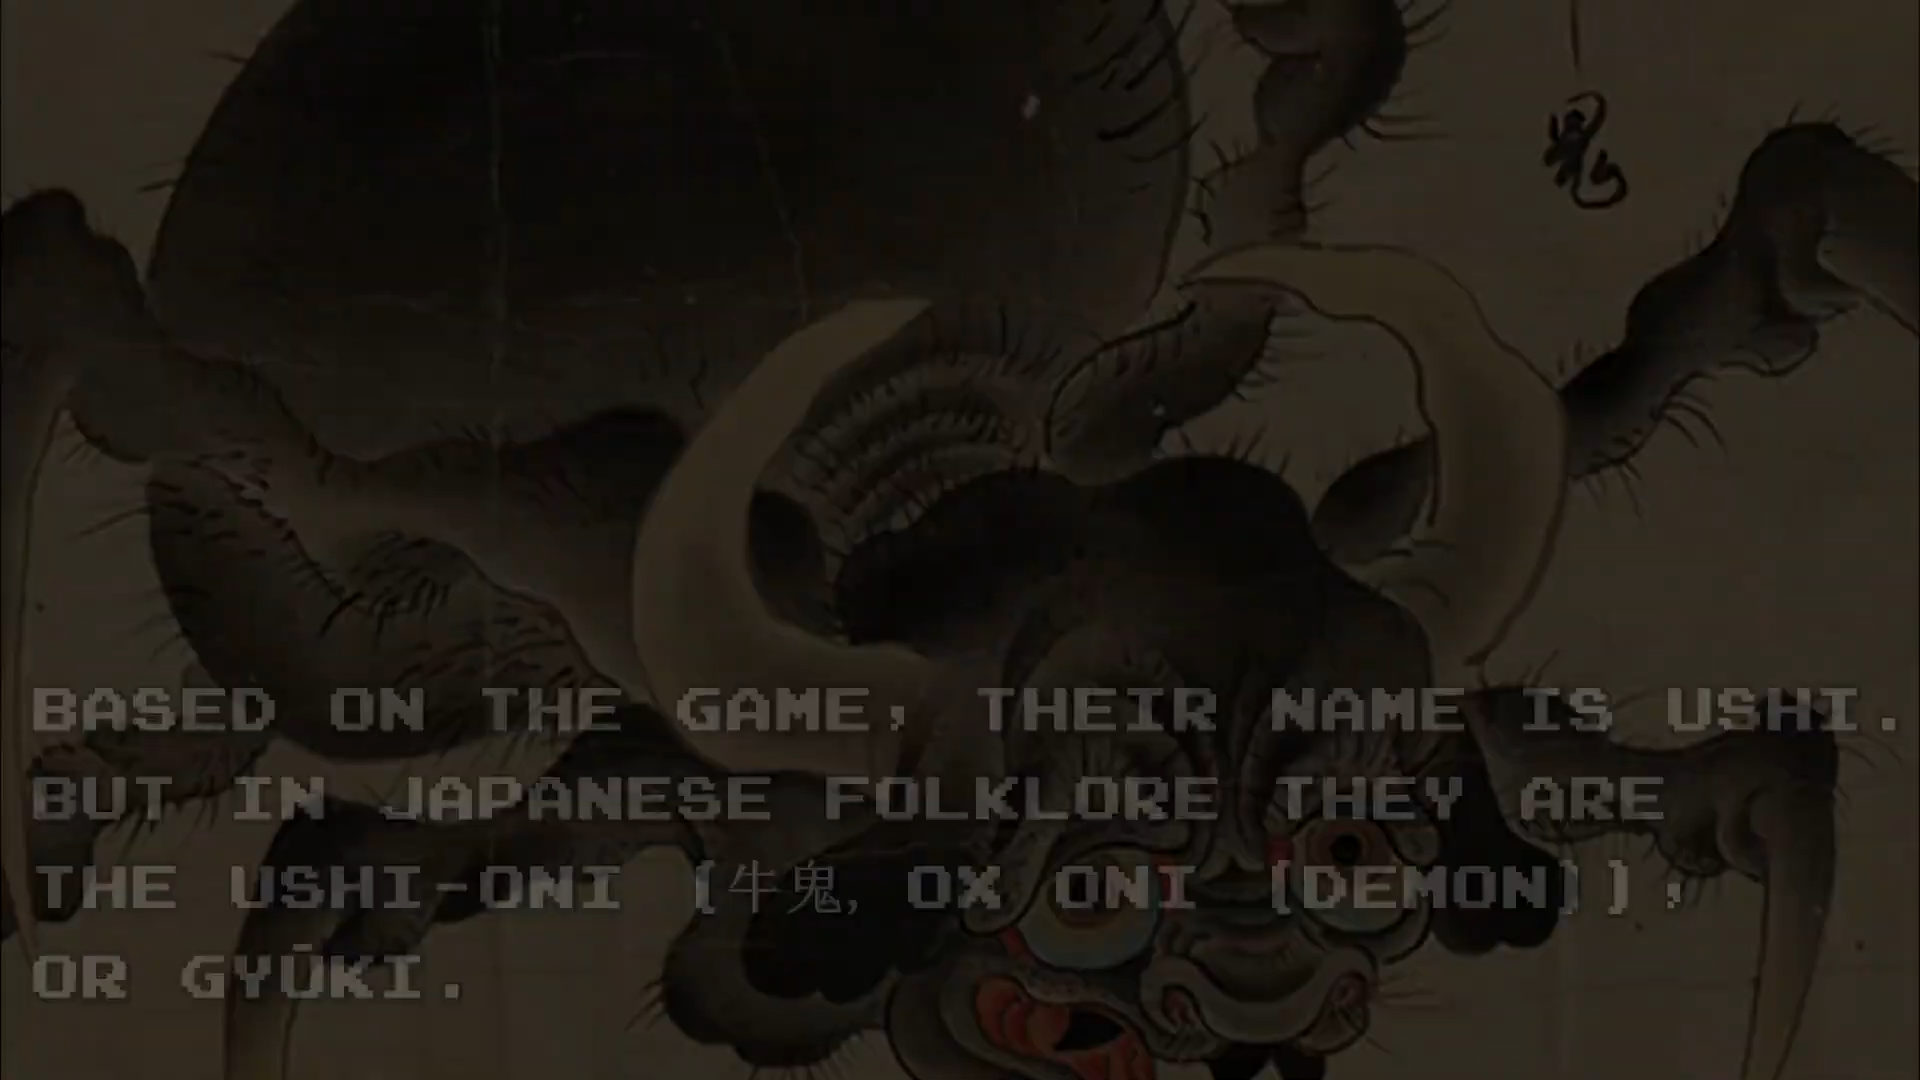 鬼
BASED ON THE GAME, THEIR NAME IS USHI.
BUT IN JAPANESE FOLKLORE THEY ARE
THE USHI-ONI (牛鬼, OX ONI (DEMON)),
OR GYŪKI.